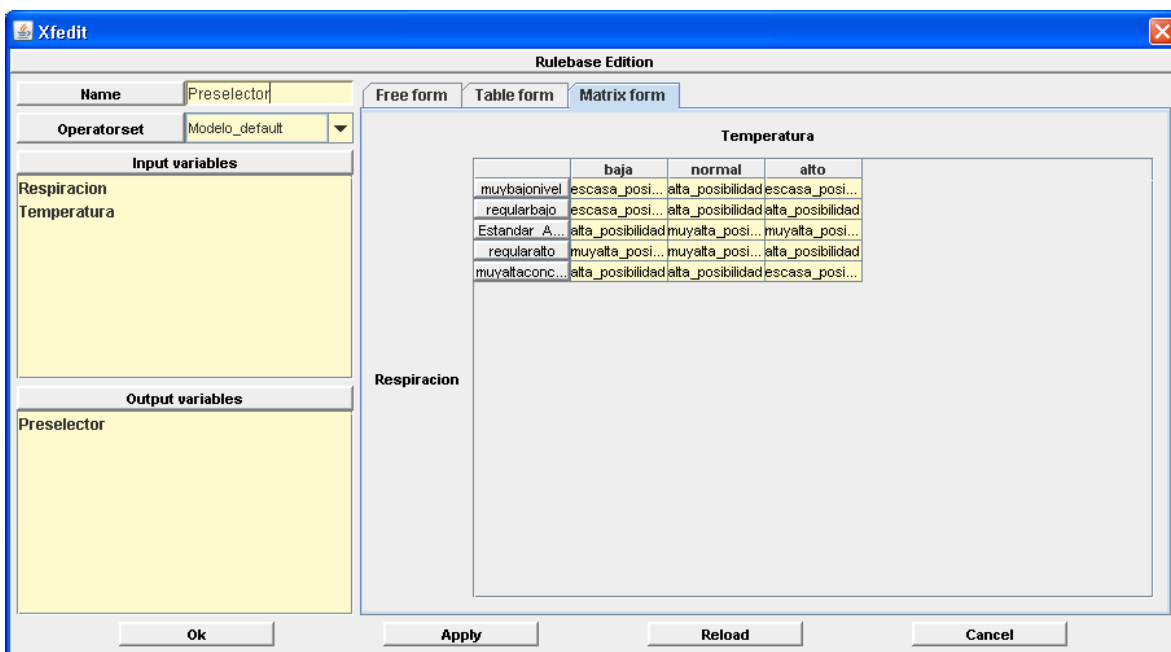 Xfedit
Rulebase Edition
Name Preselector
Operatorset Modelo_default
Input variables
Respiracion
Temperatura
Output variables
Preselector
Free form Table form Matrix form
Temperatura
baja normal alto
muybajonivel escasa_posi... alta_posibilidad escasa_posi...
regularbajo escasa_posi... alta_posibilidad alta_posibilidad
Estandar_A... alta_posibilidad muyalta_posi... muyalta_posi...
regularalto muyalta_posi... muyalta_posi... alta_posibilidad
muyaltaconc... alta_posibilidad alta_posibilidad escasa_posi...
Respiracion
Ok Apply Reload Cancel